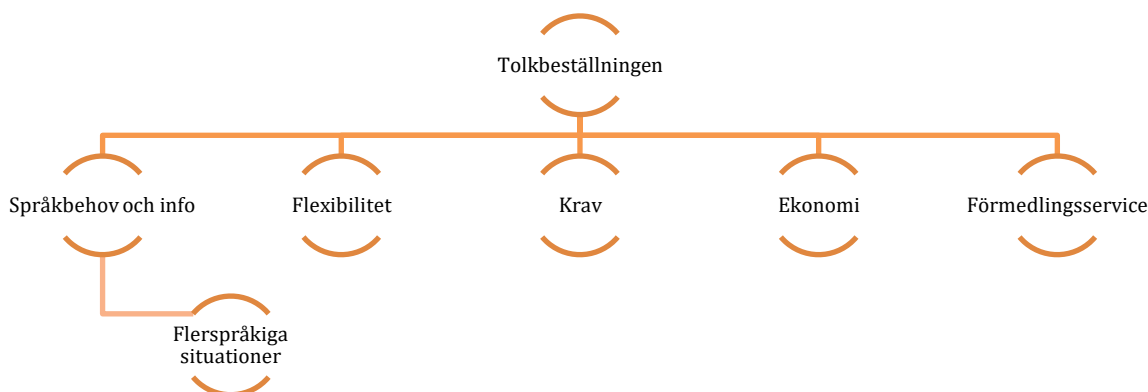 Tolkbeställningen
Språkbehov och info
Flexibilitet
Krav
Ekonomi
Förmedlingsservice
Flerspråkiga
situationer